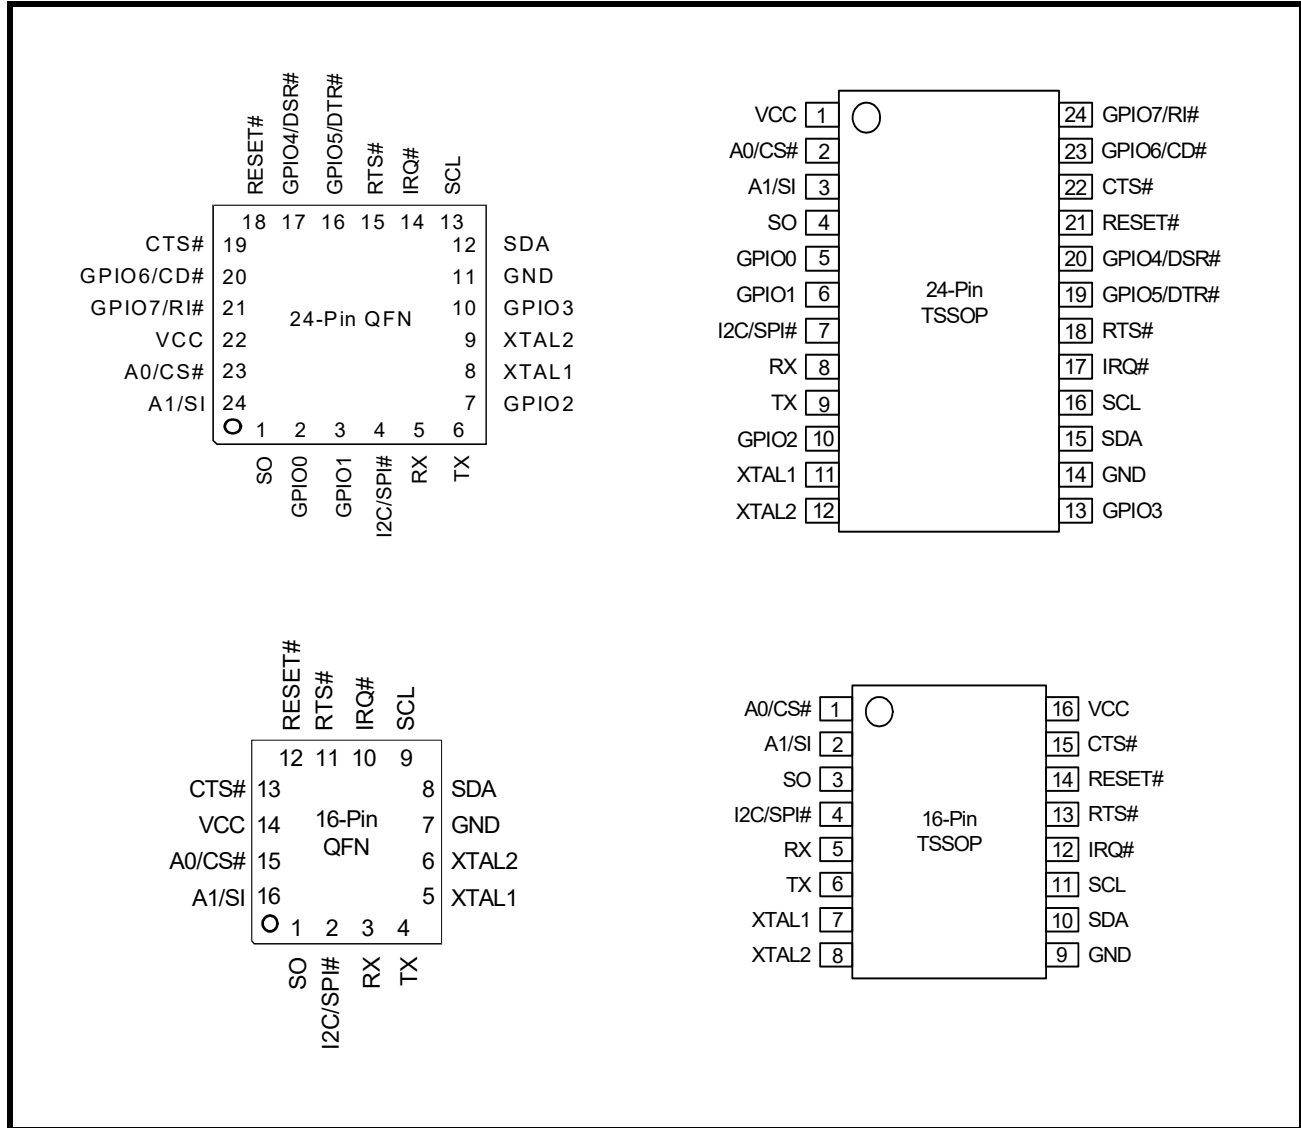 RESET#
GPIO4/DSR#
GPIO5/DTR#
RTS#
IRQ#
SCL
18 17 16 15 14 13
CTS# 19 12 SDA
GPIO6/CD# 20 11 GND
GPIO7/RI# 21 10 GPIO3
24-Pin QFN
VCC 22 9 XTAL2
A0/CS# 23 8 XTAL1
A1/SI 24 7 GPIO2
1 2 3 4 5 6
SO
GPIO0
GPIO1
I2C/SPI#
RX
TX
VCC 1 24 GPIO7/RI#
A0/CS# 2 23 GPIO6/CD#
A1/SI 3 22 CTS#
SO 4 21 RESET#
GPIO0 5 20 GPIO4/DSR#
GPIO1 6 19 GPIO5/DTR#
24-Pin
TSSOP
I2C/SPI# 7 18 RTS#
RX 8 17 IRQ#
TX 9 16 SCL
GPIO2 10 15 SDA
XTAL1 11 14 GND
XTAL2 12 13 GPIO3
RESET#
RTS#
IRQ#
SCL
12 11 10 9
CTS# 13 8 SDA
VCC 14 7 GND
16-Pin
QFN
A0/CS# 15 6 XTAL2
A1/SI 16 5 XTAL1
1 2 3 4
SO
I2C/SPI#
RX
TX
A0/CS# 1 16 VCC
A1/SI 2 15 CTS#
SO 3 14 RESET#
I2C/SPI# 4 13 RTS#
16-Pin
TSSOP
RX 5 12 IRQ#
TX 6 11 SCL
XTAL1 7 10 SDA
XTAL2 8 9 GND